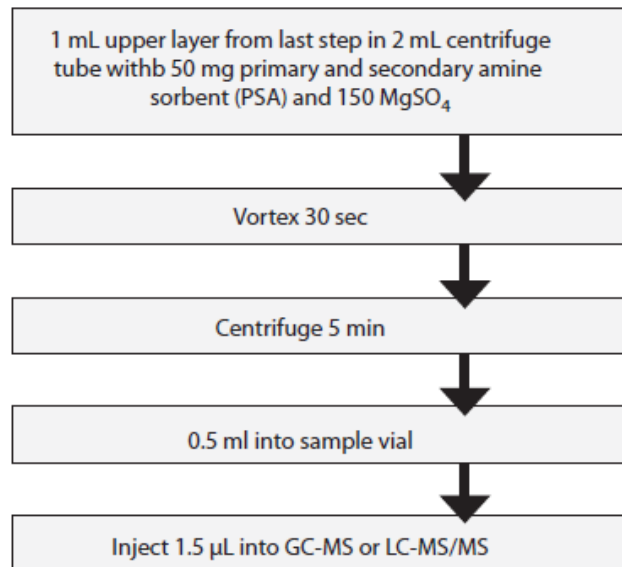 1 mL upper layer from last step in 2 mL centrifuge
tube withb 50 mg primary and secondary amine
sorbent (PSA) and 150 MgSO₄
Vortex 30 sec
Centrifuge 5 min
0.5 ml into sample vial
Inject 1.5 µL into GC-MS or LC-MS/MS